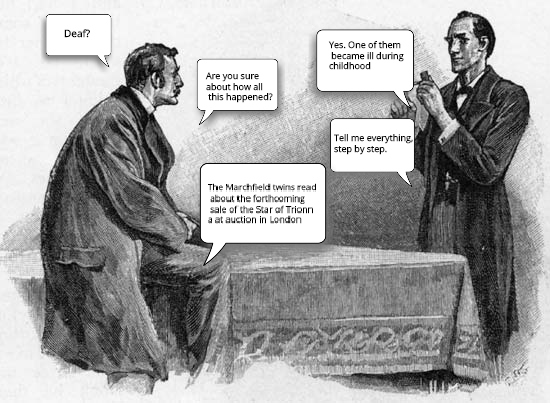 Deaf?
Yes. One of them
became ill during
childhood
Are you sure
about how all
this happened?
Tell me everything,
step by step.
The Marchfield twins read
about the forthcoming
sale of the Star of Trionn
a at auction in London